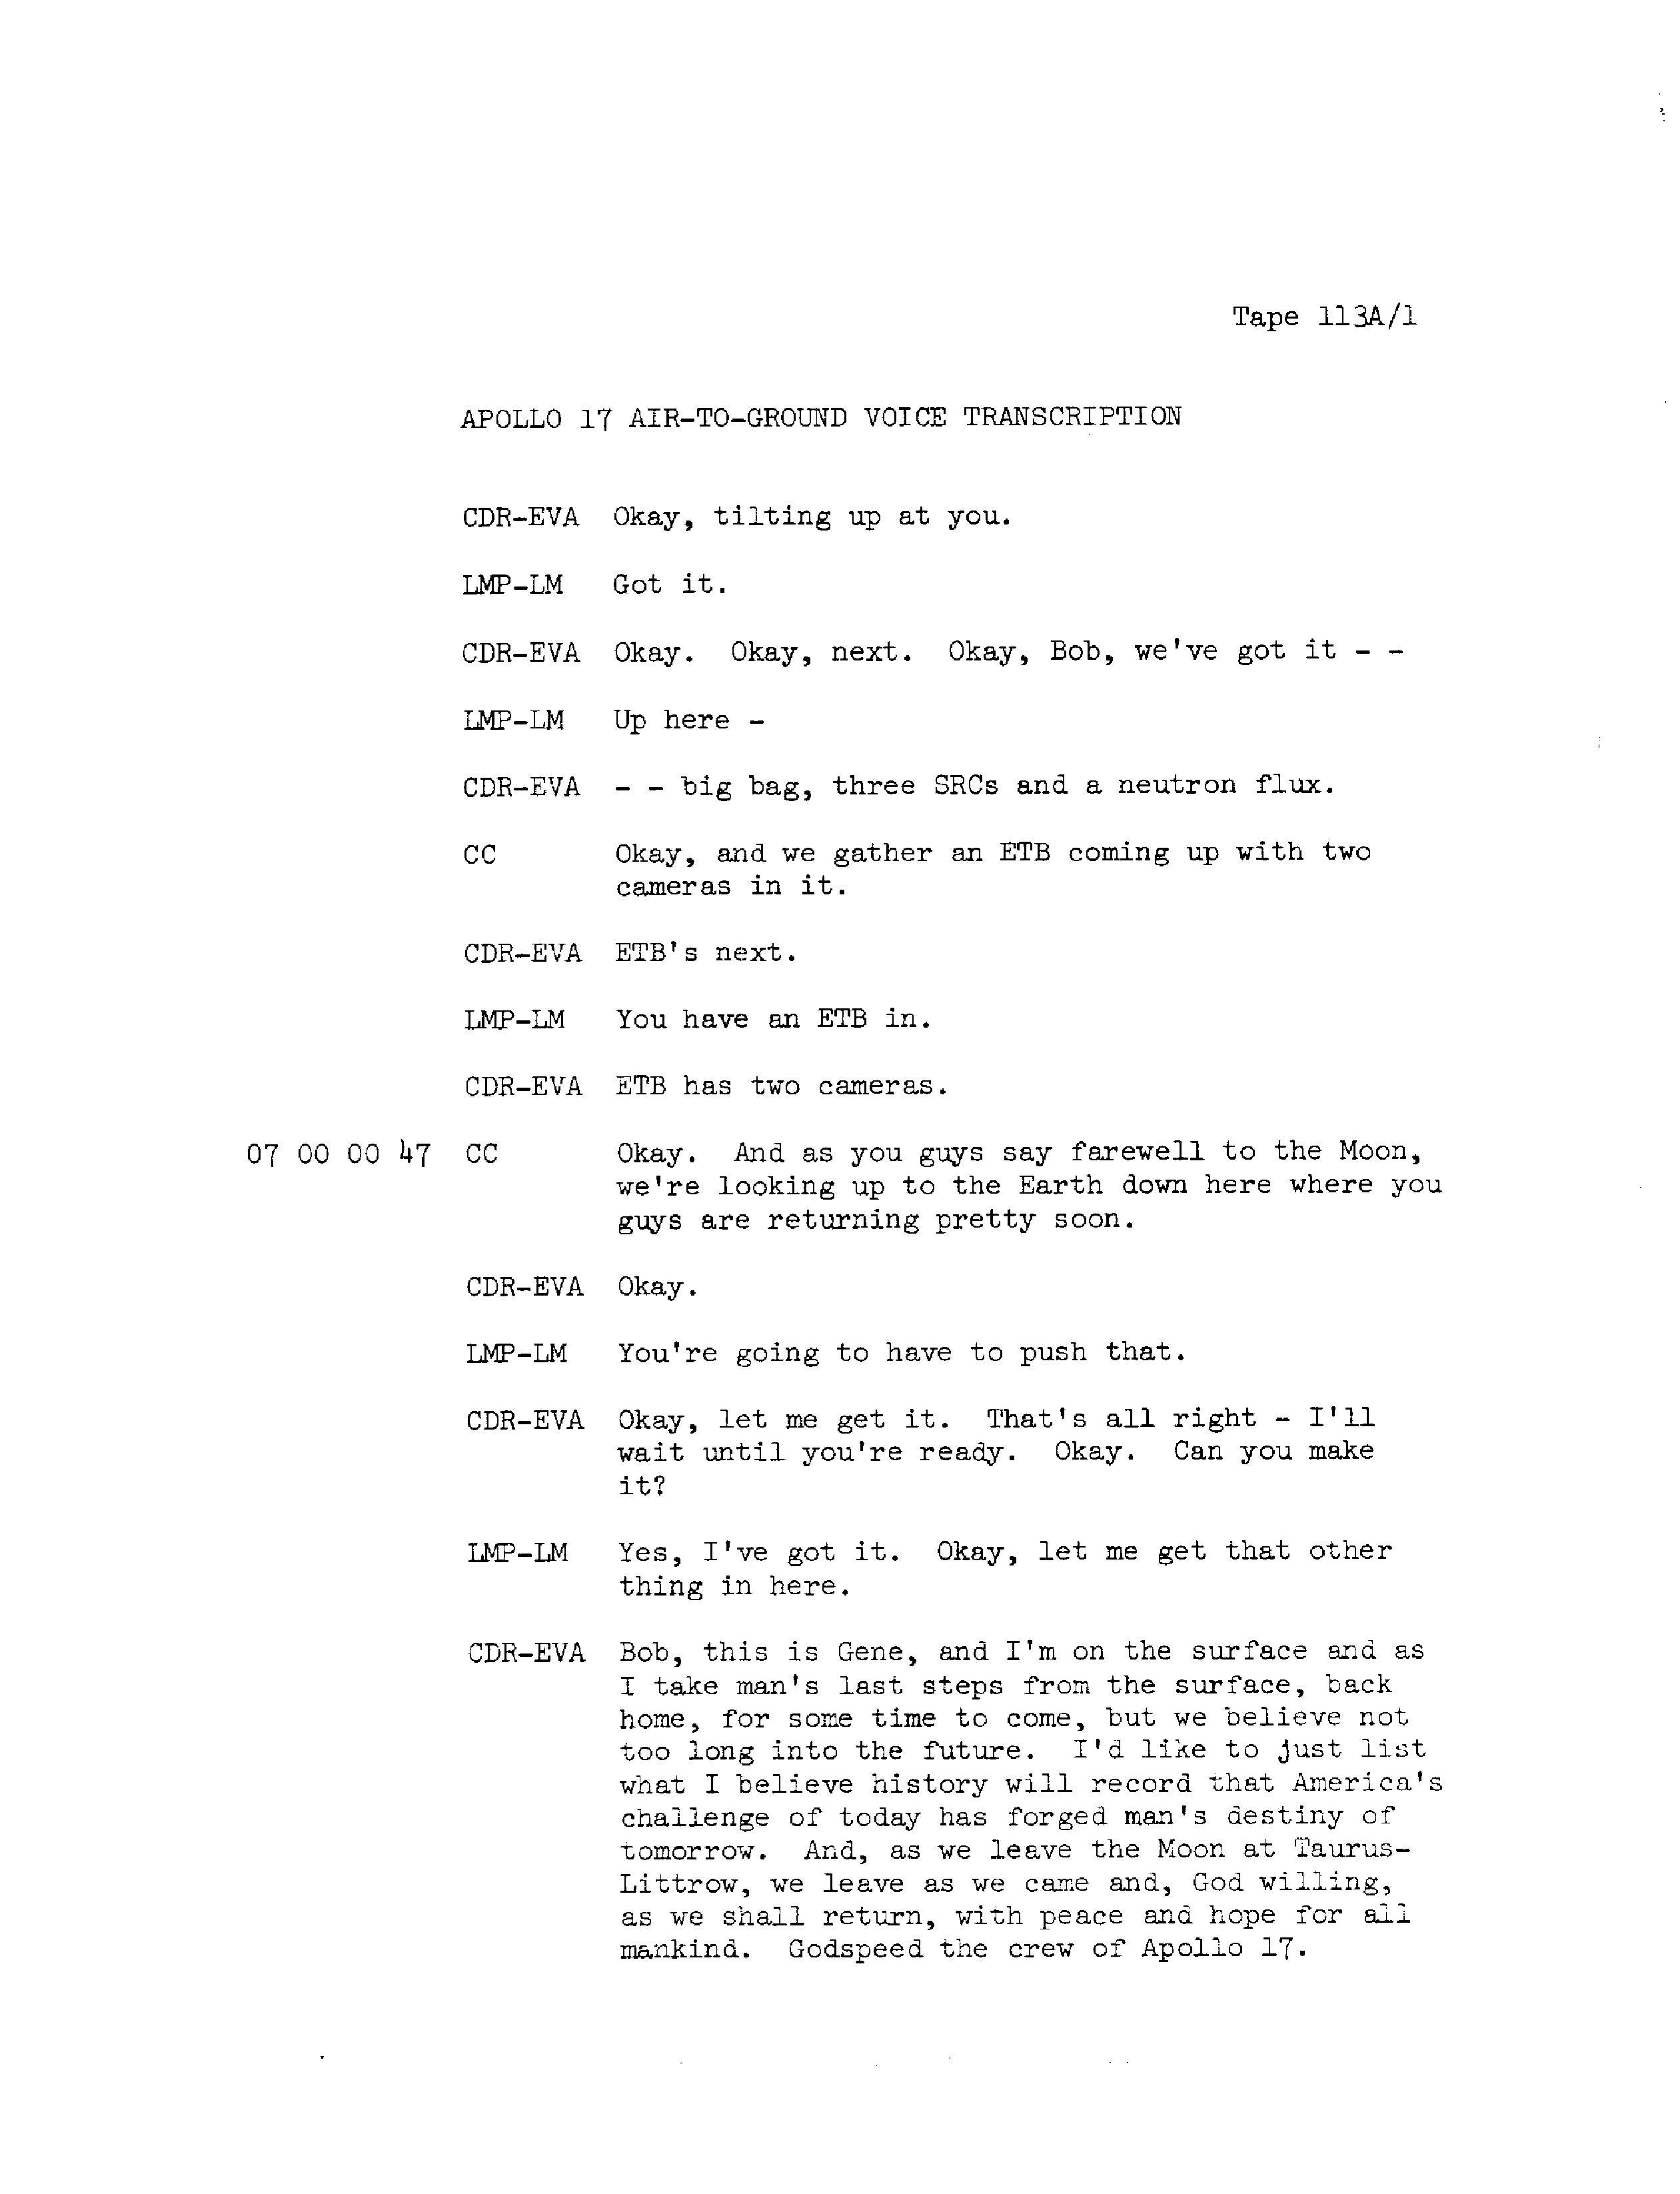 Tape 113A/1
APOLLO 17 AIR-TO-GROUND VOICE TRANSCRIPTION
CDR-EVA Okay, tilting up at you.
LMP-LM Got it.
CDR-EVA Okay. Okay, next. Okay, Bob, we've got it - -
LMP-LM Up here -
CDR-EVA - - big bag, three SRCs and a neutron flux.
CC Okay, and we gather an ETB coming up with two
cameras in it.
CDR-EVA ETB's next.
LMP-LM You have an ETB in.
CDR-EVA ETB has two cameras.
07 00 00 47 CC Okay. And as you guys say farewell to the Moon,
we're looking up to the Earth down here where you
guys are returning pretty soon.
CDR-EVA Okay.
LMP-LM You're going to have to push that.
CDR-EVA Okay, let me get it. That's all right - I'll
wait until you're ready. Okay. Can you make
it?
LMP-LM Yes, I've got it. Okay, let me get that other
thing in here.
CDR-EVA Bob, this is Gene, and I'm on the surface and as
I take man's last steps from the surface, back
home, for some time to come, but we believe not
too long into the future. I'd like to just list
what I believe history will record that America's
challenge of today has forged man's destiny of
tomorrow. And, as we leave the Moon at Taurus-
Littrow, we leave as we came and, God willing,
as we shall return, with peace and hope for all
mankind. Godspeed the crew of Apollo 17.